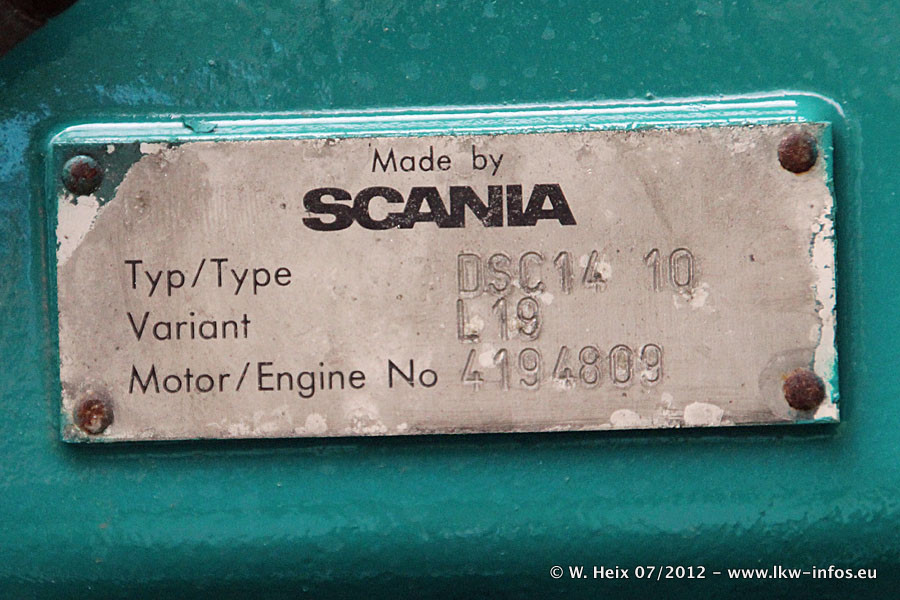 Made by
SCANIA
Typ/Type DSC14 10
Variant L19
Motor/Engine No 4194809
© W. Heix 07/2012 - www.lkw-infos.eu